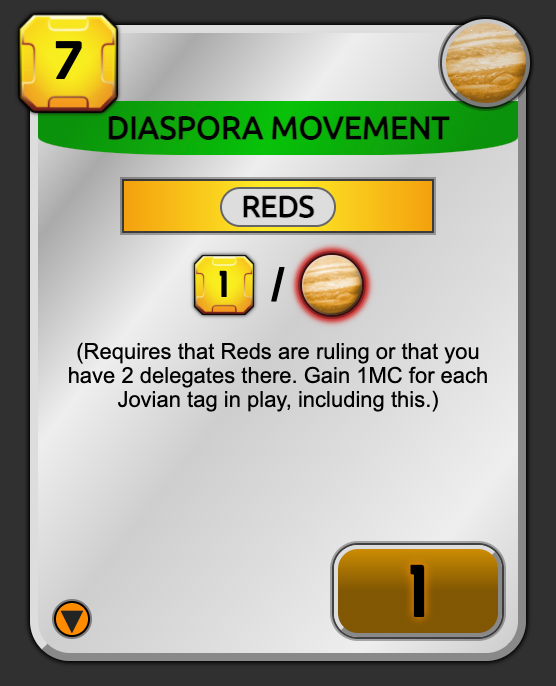 7
DIASPORA MOVEMENT
REDS
1 /
(Requires that Reds are ruling or that you
have 2 delegates there. Gain 1MC for each
Jovian tag in play, including this.)
1